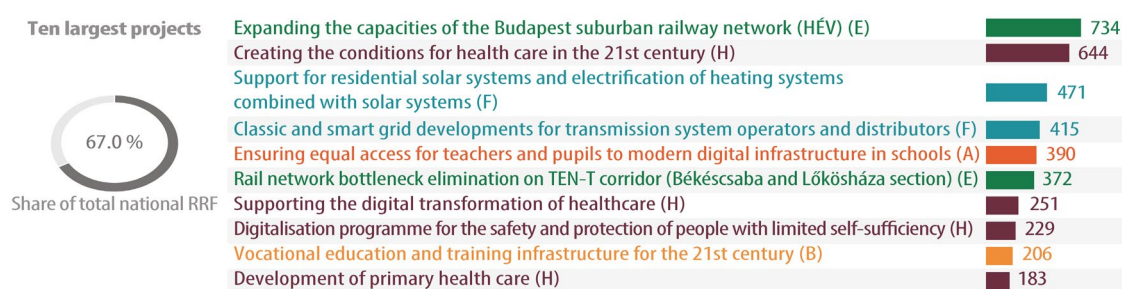 Ten largest projects
67.0 %
Share of total national RRF
Expanding the capacities of the Budapest suburban railway network (HÉV) (E) 734
Creating the conditions for health care in the 21st century (H) 644
Support for residential solar systems and electrification of heating systems
combined with solar systems (F) 471
Classic and smart grid developments for transmission system operators and distributors (F) 415
Ensuring equal access for teachers and pupils to modern digital infrastructure in schools (A) 390
Rail network bottleneck elimination on TEN-T corridor (Békéscsaba and Lőkösháza section) (E) 372
Supporting the digital transformation of healthcare (H) 251
Digitalisation programme for the safety and protection of people with limited self-sufficiency (H) 229
Vocational education and training infrastructure for the 21st century (B) 206
Development of primary health care (H) 183